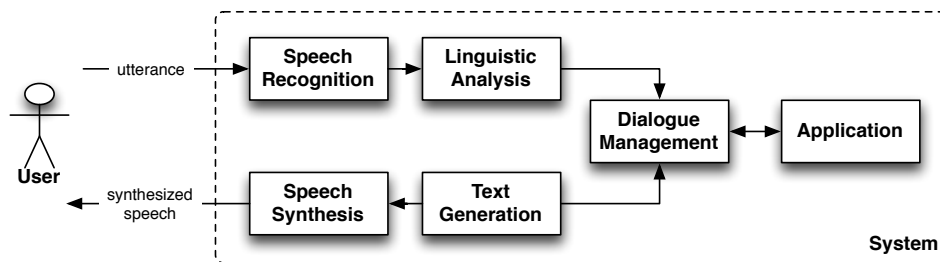 utterance
Speech
Recognition
Linguistic
Analysis
Dialogue
Management
Application
User
synthesized
speech
Speech
Synthesis
Text
Generation
System